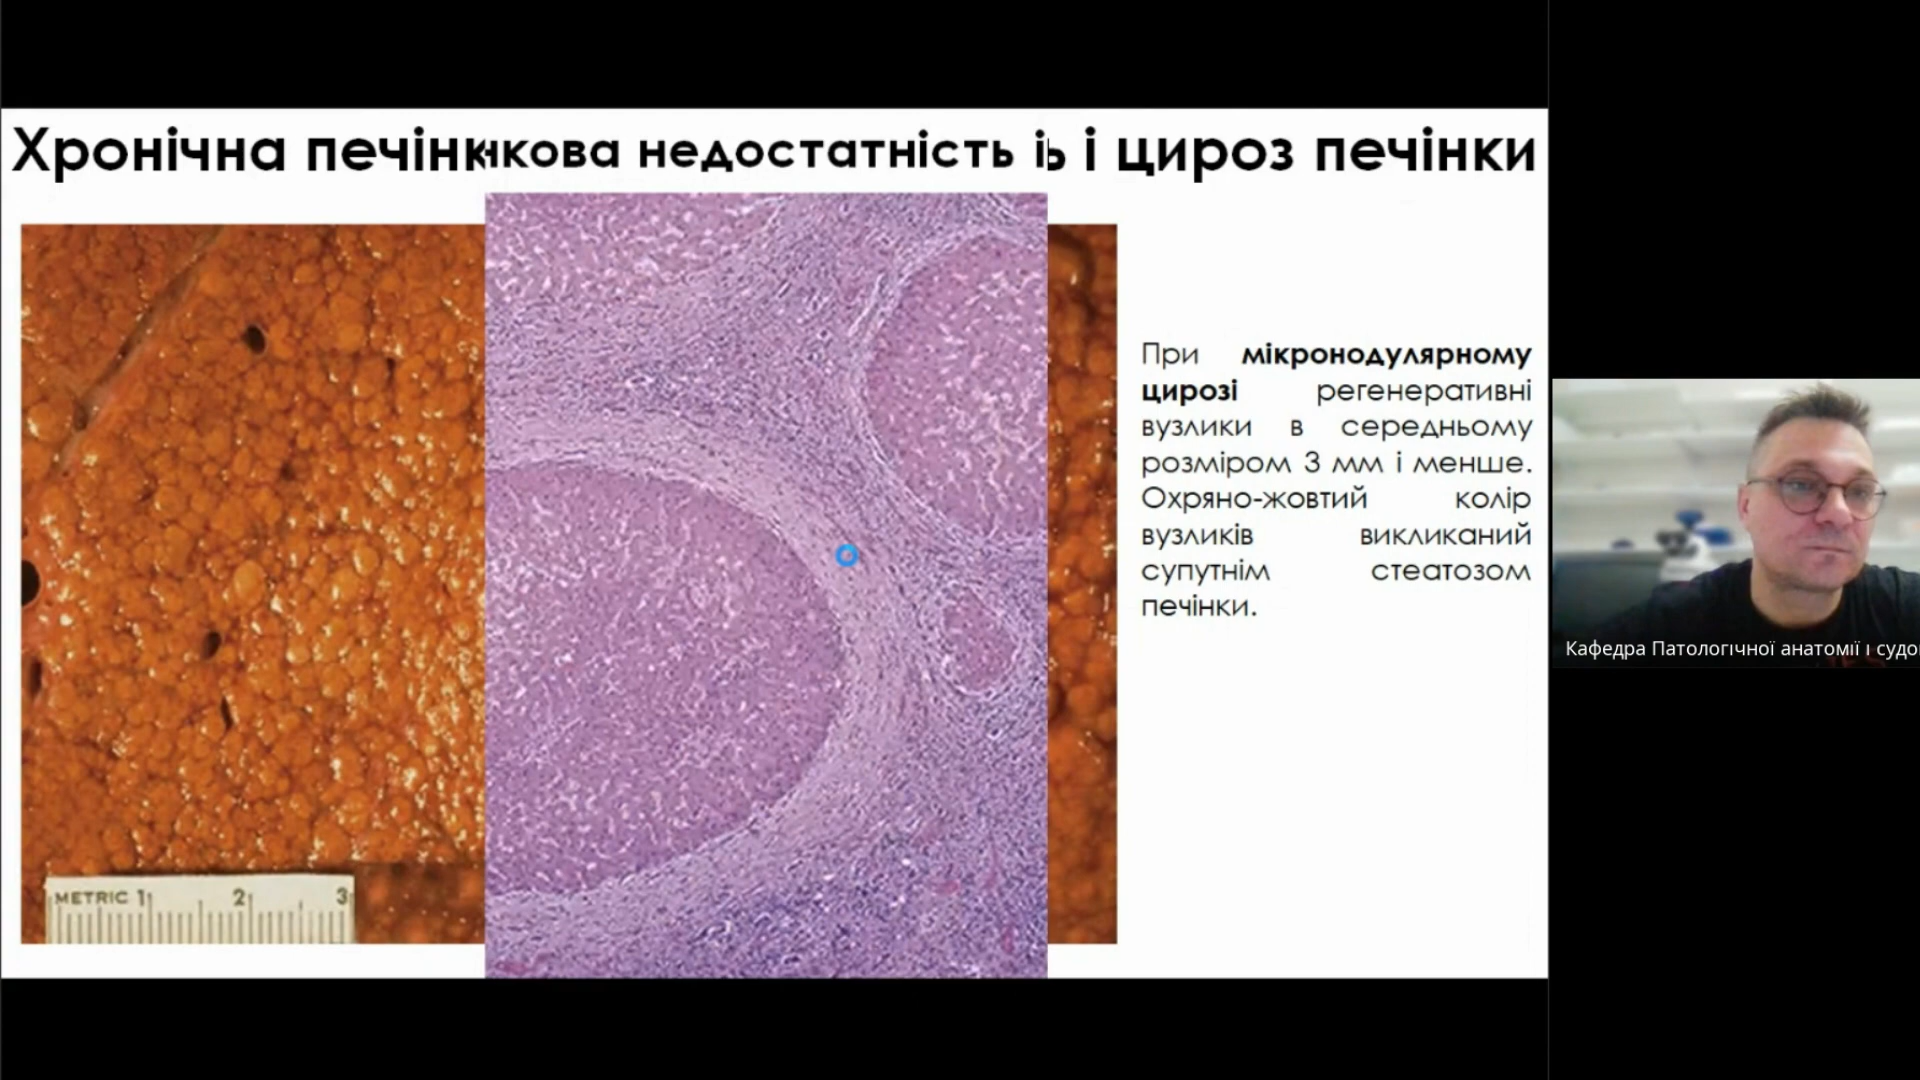 Хронічна печінкова недостатність і цироз печінки
При мікронодулярному
цирозі регенеративні
вузлики в середньому
розміром 3 мм і менше.
Охряно-жовтий колір
вузликів викликаний
супутнім стеатозом
печінки.
METRIC 1 2 3
Кафедра Патологічної анатомії і судо